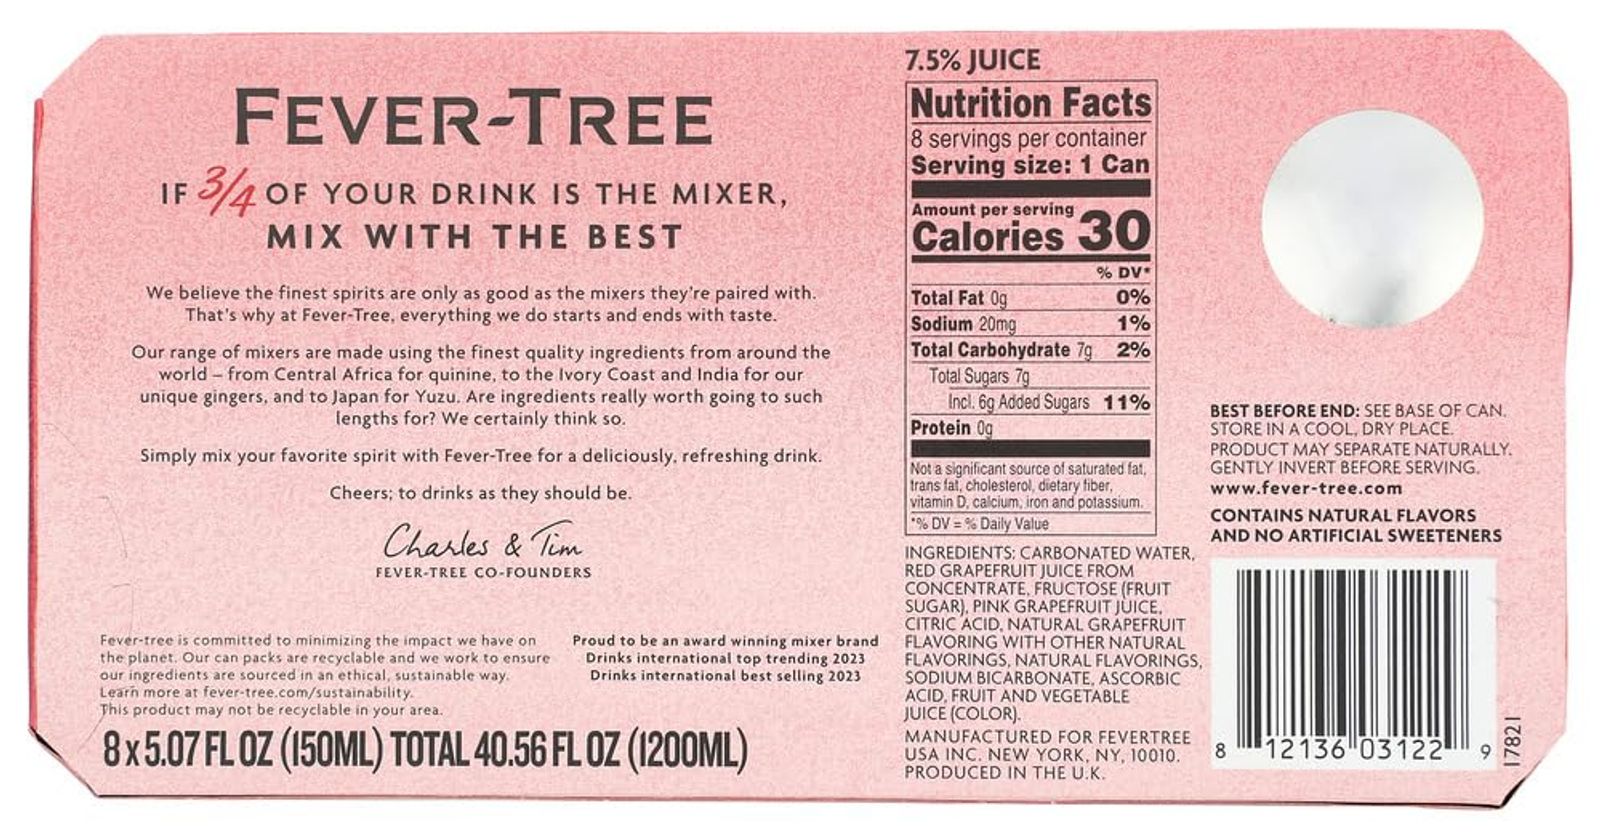 FEVER-TREE
IF 3/4 OF YOUR DRINK IS THE MIXER,
MIX WITH THE BEST
We believe the finest spirits are only as good as the mixers they're paired with.
That's why at Fever-Tree, everything we do starts and ends with taste.
Our range of mixers are made using the finest quality ingredients from around the
world – from Central Africa for quinine, to the Ivory Coast and India for our
unique gingers, and to Japan for Yuzu. Are ingredients really worth going to such
lengths for? We certainly think so.
Simply mix your favorite spirit with Fever-Tree for a deliciously, refreshing drink.
Cheers; to drinks as they should be.
Charles & Tim
FEVER-TREE CO-FOUNDERS
Fever-tree is committed to minimizing the impact we have on
the planet. Our can packs are recyclable and we work to ensure
our ingredients are sourced in an ethical, sustainable way.
Learn more at fever-tree.com/sustainability.
This product may not be recyclable in your area.
Proud to be an award winning mixer brand
Drinks international top trending 2023
Drinks international best selling 2023
8 x 5.07 FL OZ (150ML) TOTAL 40.56 FL OZ (1200ML)
7.5% JUICE
Nutrition Facts
8 servings per container
Serving size: 1 Can
Amount per serving
Calories 30
% DV*
Total Fat 0g 0%
Sodium 20mg 1%
Total Carbohydrate 7g 2%
Total Sugars 7g
Incl. 6g Added Sugars 11%
Protein 0g
Not a significant source of saturated fat,
trans fat, cholesterol, dietary fiber,
vitamin D, calcium, iron and potassium.
*% DV = % Daily Value
INGREDIENTS: CARBONATED WATER,
RED GRAPEFRUIT JUICE FROM
CONCENTRATE, FRUCTOSE (FRUIT
SUGAR), PINK GRAPEFRUIT JUICE,
CITRIC ACID, NATURAL GRAPEFRUIT
FLAVORING WITH OTHER NATURAL
FLAVORINGS, NATURAL FLAVORINGS,
SODIUM BICARBONATE, ASCORBIC
ACID, FRUIT AND VEGETABLE
JUICE (COLOR).
MANUFACTURED FOR FEVERTREE
USA INC. NEW YORK, NY, 10010.
PRODUCED IN THE U.K.
BEST BEFORE END: SEE BASE OF CAN.
STORE IN A COOL, DRY PLACE.
PRODUCT MAY SEPARATE NATURALLY.
GENTLY INVERT BEFORE SERVING.
www.fever-tree.com
CONTAINS NATURAL FLAVORS
AND NO ARTIFICIAL SWEETENERS
8 12136 03122 9
17821